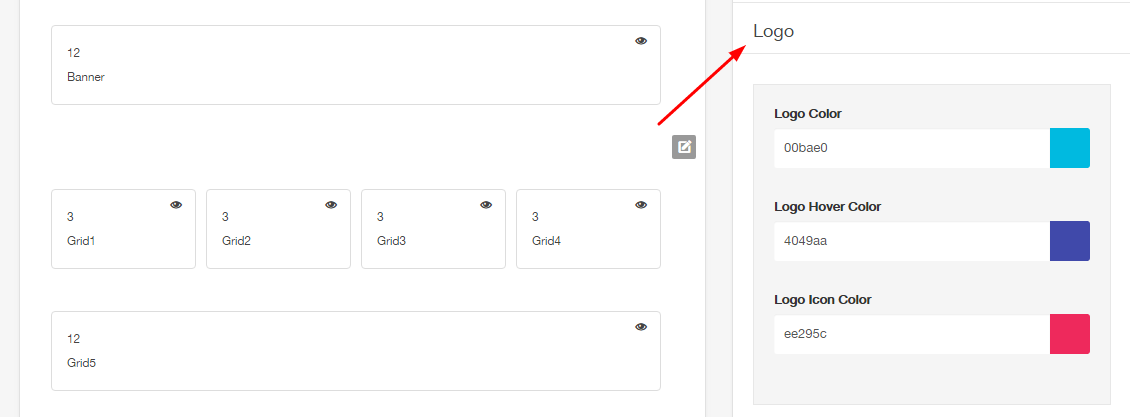 12
Banner
3
Grid1
3
Grid2
3
Grid3
3
Grid4
12
Grid5
Logo
Logo Color
00bae0
Logo Hover Color
4049aa
Logo Icon Color
ee295c